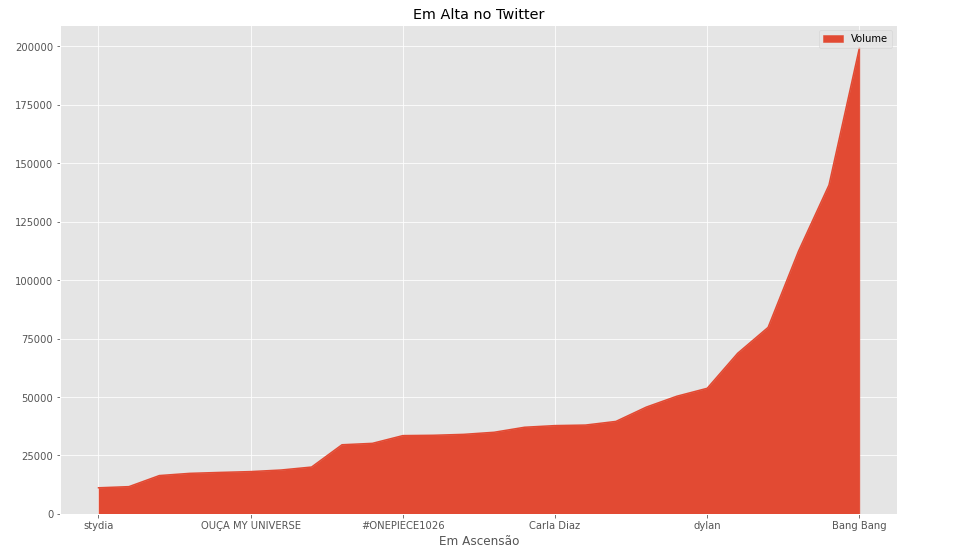 Em Alta no Twitter
Volume
200000
175000
150000
125000
100000
75000
50000
25000
0
stydia OUÇA MY UNIVERSE #ONEPIECE1026 Carla Diaz dylan Bang Bang
Em Ascensão